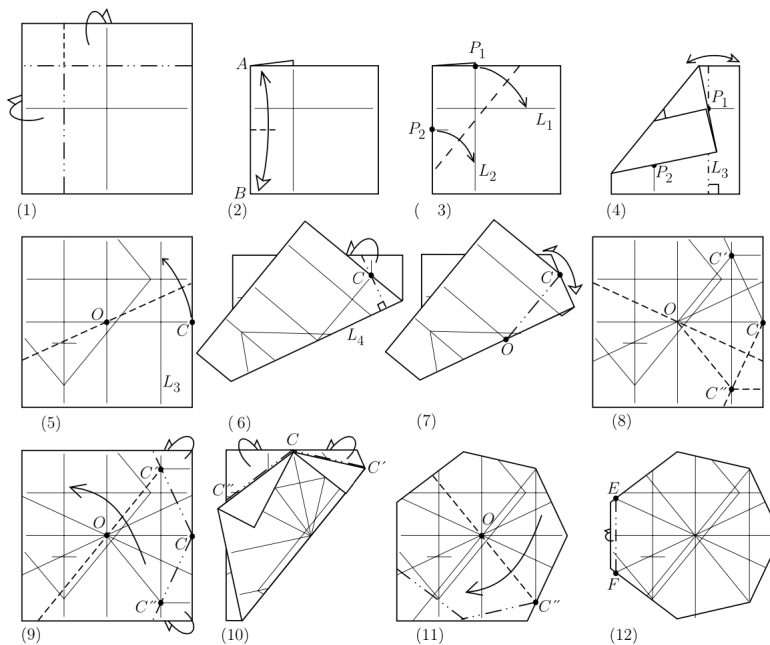 (1)
A
B
(2)
P₁
P₂
L₁
L₂
( 3)
P₁
P₂
L₃
(4)
O
C
L₃
(5)
C
L₄
(6)
C
O
(7)
C′
O
C
C″
(8)
C′
O
C
C″
(9)
C
C′
C″
(10)
O
C″
(11)
E
F
(12)